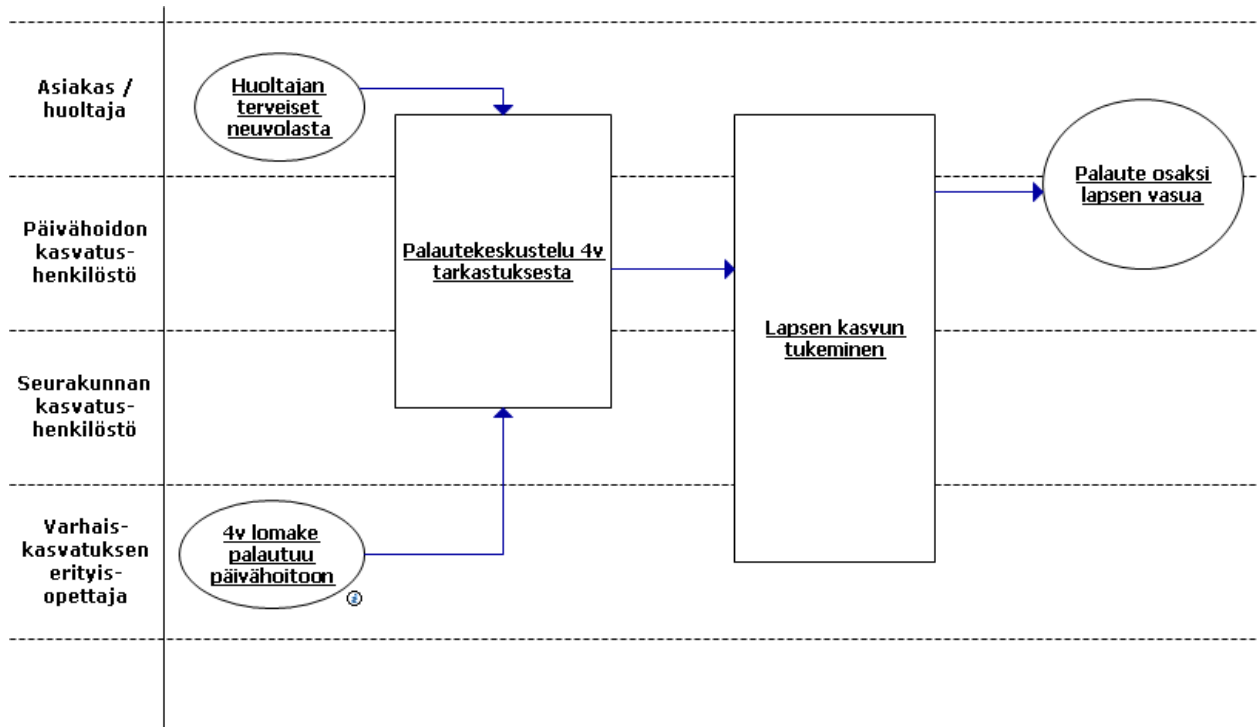 Asiakas /
huoltaja
Huoltajan
terveiset
neuvolasta
Päivähoidon
kasvatus-
henkilöstö
Palautekeskustelu 4v
tarkastuksesta
Palaute osaksi
lapsen vasua
Lapsen kasvun
tukeminen
Seurakunnan
kasvatus-
henkilöstö
Varhais-
kasvatuksen
erityis-
opettaja
4v lomake
palautuu
päivähoitoon
i